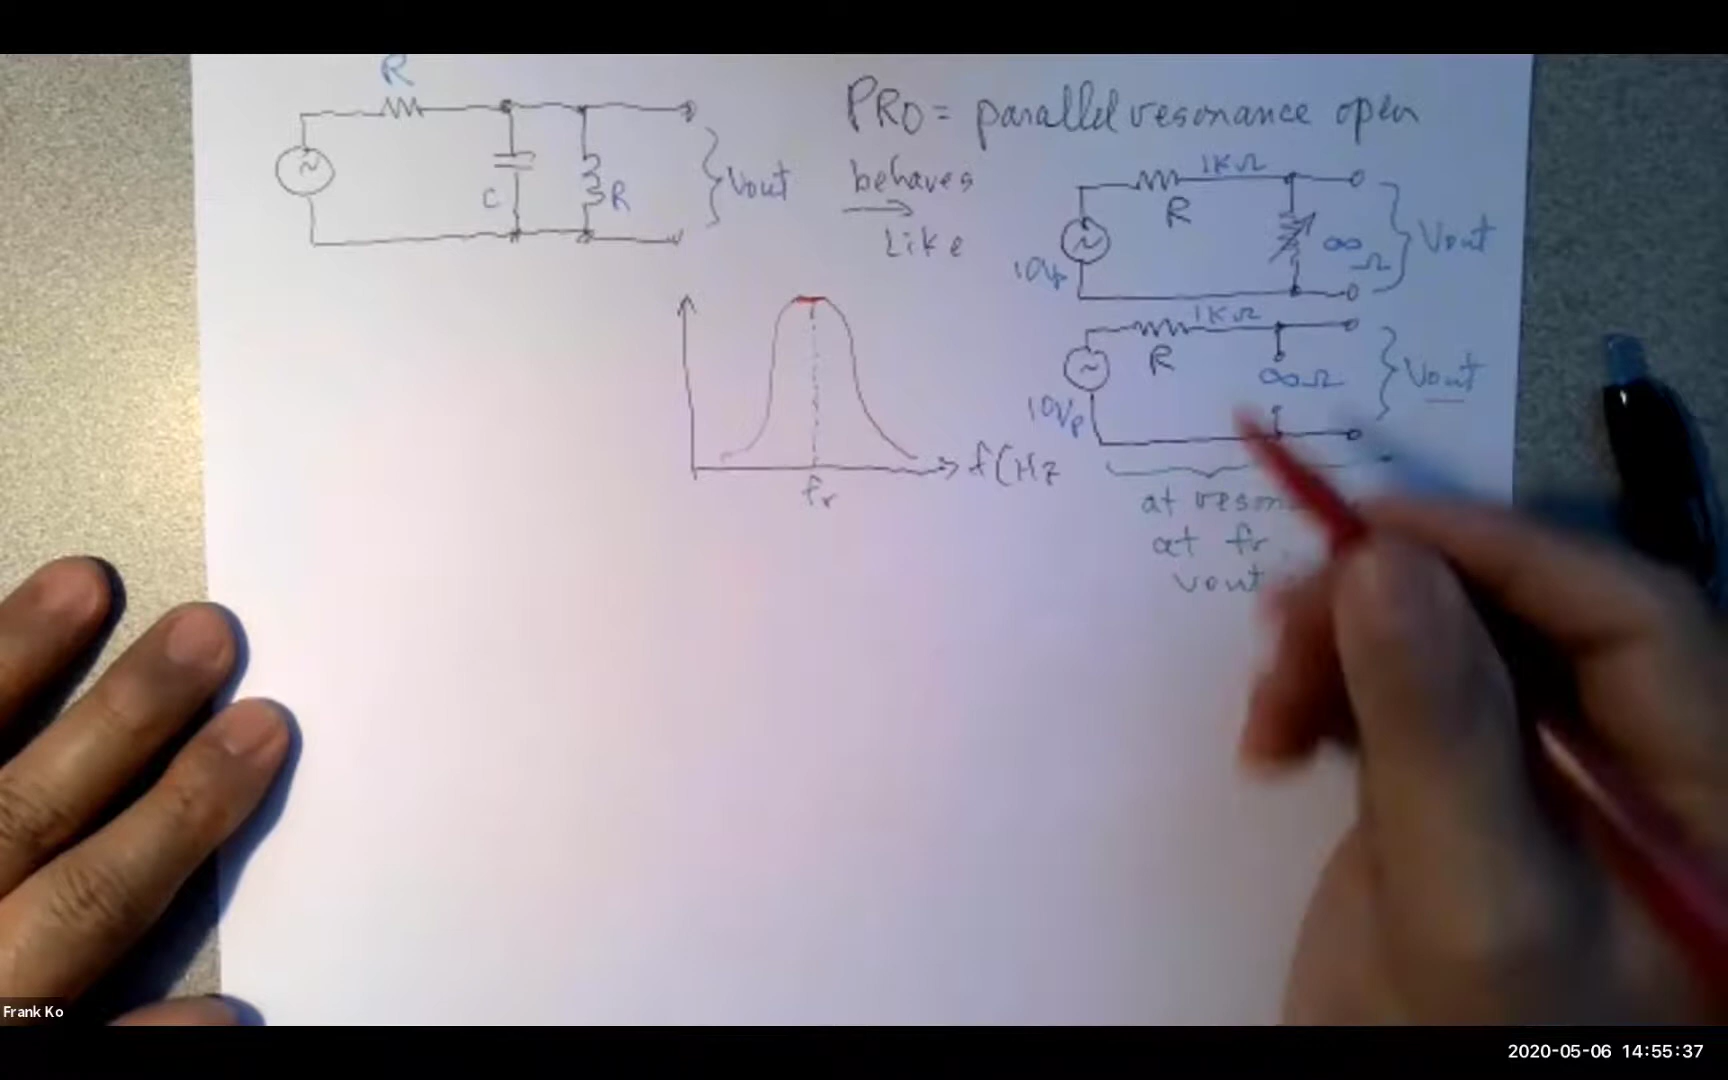 R
C
R
Vout
PRO = parallel resonance open
behaves
Like
1KΩ
R
10Vp
∞
Ω
Vout
1KΩ
R
10Vp
∞Ω
Vout
f(Hz
fr
at
at fr
Vout
Frank Ko
2020-05-06 14:55:37